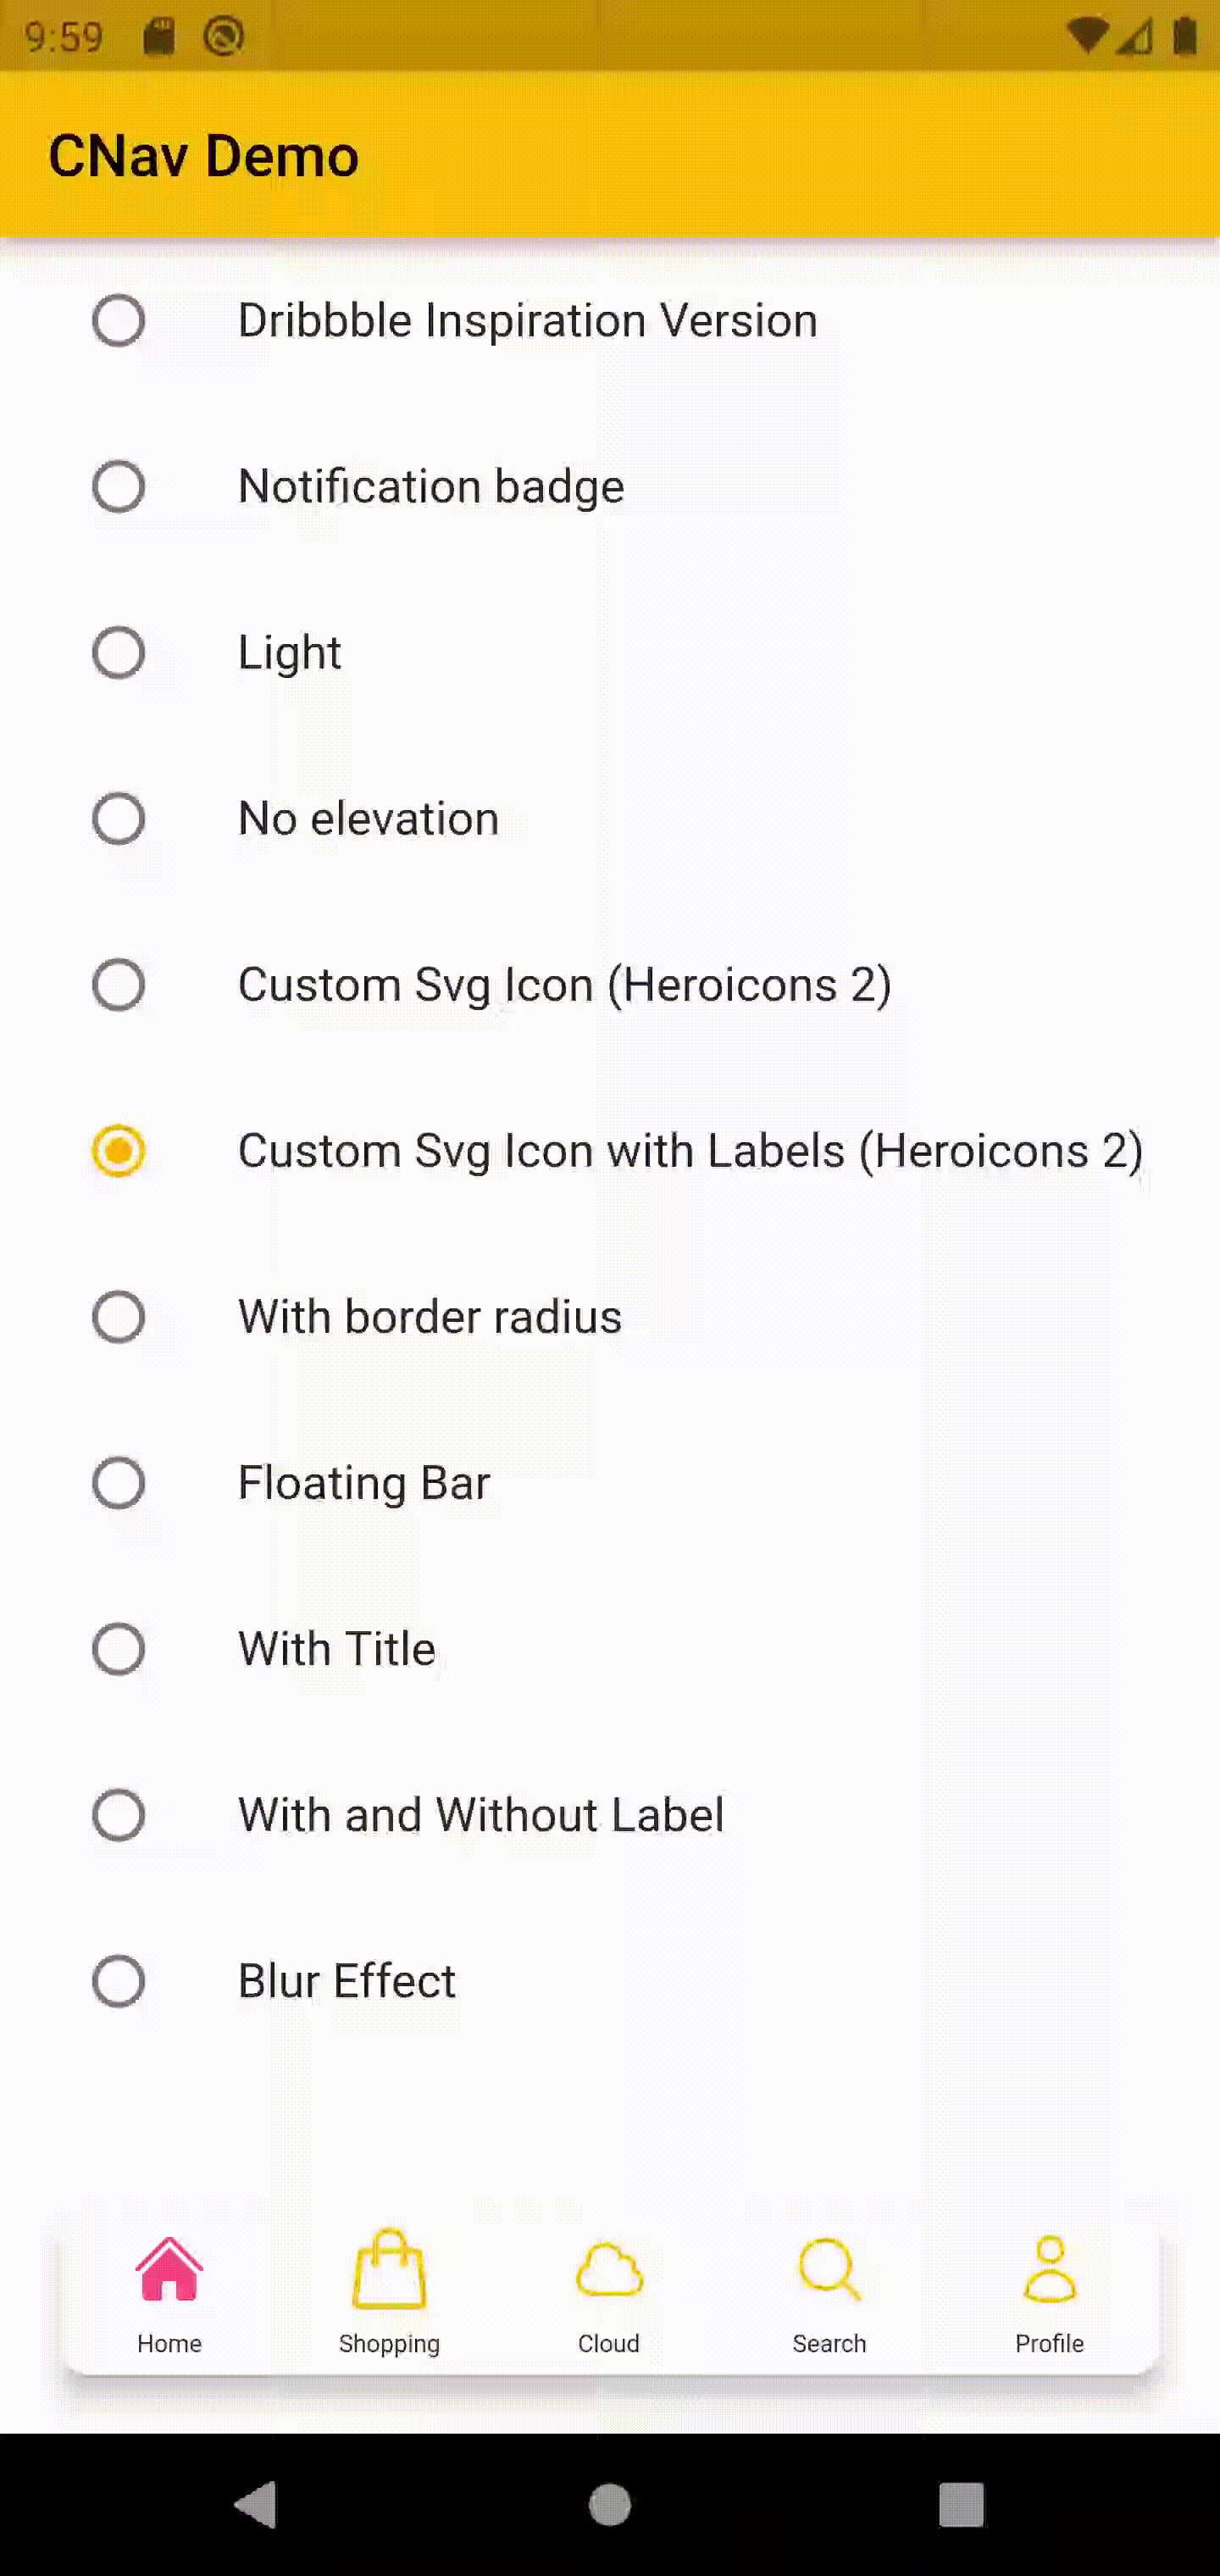 9:59
CNav Demo
Dribbble Inspiration Version
Notification badge
Light
No elevation
Custom Svg Icon (Heroicons 2)
Custom Svg Icon with Labels (Heroicons 2)
With border radius
Floating Bar
With Title
With and Without Label
Blur Effect
Home Shopping Cloud Search Profile